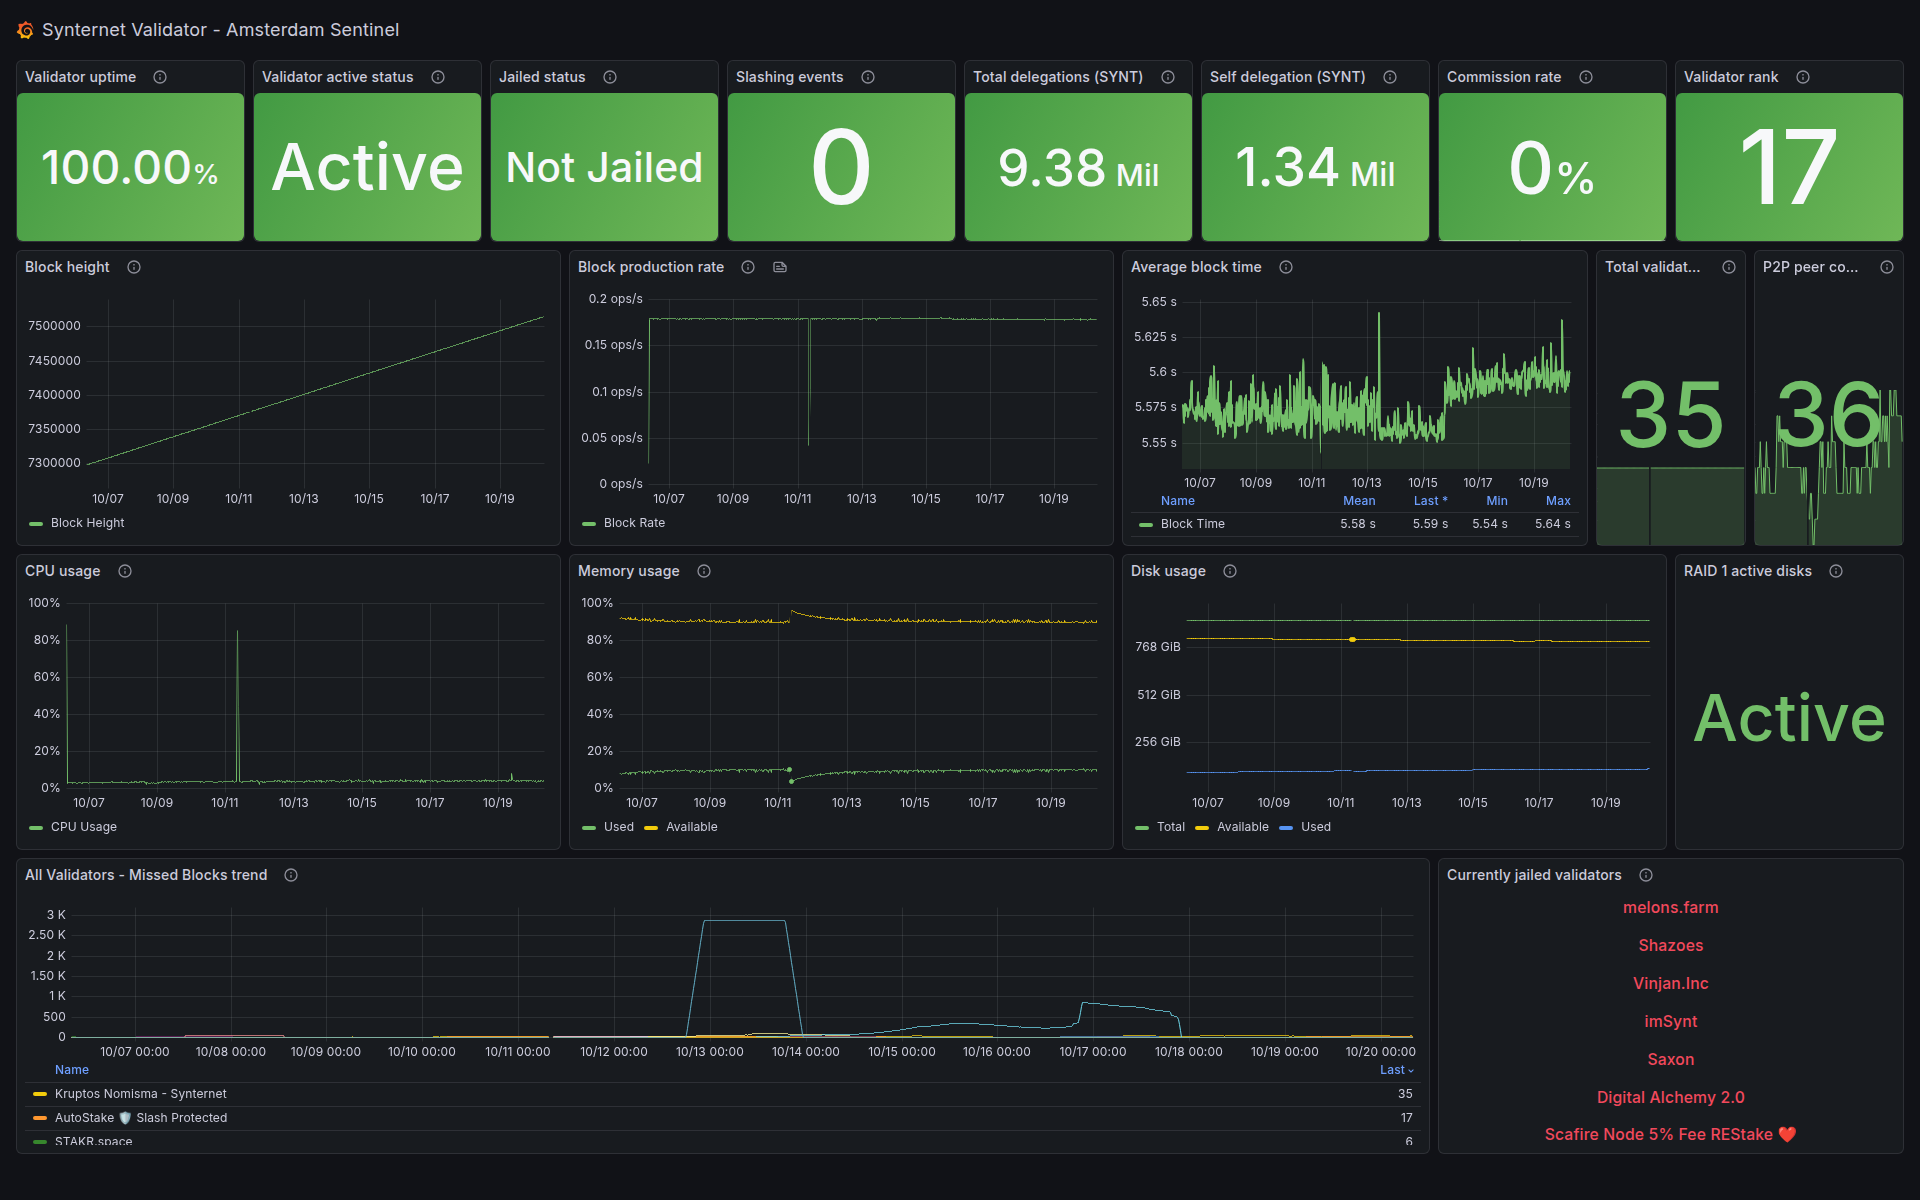 Synternet Validator - Amsterdam Sentinel
Validator uptime
100.00%
Validator active status
Active
Jailed status
Not Jailed
Slashing events
0
Total delegations (SYNT)
9.38 Mil
Self delegation (SYNT)
1.34 Mil
Commission rate
0%
Validator rank
17
Block height
7500000
7450000
7400000
7350000
7300000
10/07 10/09 10/11 10/13 10/15 10/17 10/19
Block Height
Block production rate
0.2 ops/s
0.15 ops/s
0.1 ops/s
0.05 ops/s
0 ops/s
10/07 10/09 10/11 10/13 10/15 10/17 10/19
Block Rate
Average block time
5.65 s
5.625 s
5.6 s
5.575 s
5.55 s
10/07 10/09 10/11 10/13 10/15 10/17 10/19
Name Mean Last * Min Max
Block Time 5.58 s 5.59 s 5.54 s 5.64 s
Total validat...
35
P2P peer co...
36
CPU usage
100%
80%
60%
40%
20%
0%
10/07 10/09 10/11 10/13 10/15 10/17 10/19
CPU Usage
Memory usage
100%
80%
60%
40%
20%
0%
10/07 10/09 10/11 10/13 10/15 10/17 10/19
Used Available
Disk usage
768 GiB
512 GiB
256 GiB
10/07 10/09 10/11 10/13 10/15 10/17 10/19
Total Available Used
RAID 1 active disks
Active
All Validators - Missed Blocks trend
3 K
2.50 K
2 K
1.50 K
1 K
500
0
10/07 00:00 10/08 00:00 10/09 00:00 10/10 00:00 10/11 00:00 10/12 00:00 10/13 00:00 10/14 00:00 10/15 00:00 10/16 00:00 10/17 00:00 10/18 00:00 10/19 00:00 10/20 00:00
Name Last
Kruptos Nomisma - Synternet 35
AutoStake 🛡️ Slash Protected 17
STAKR.space 6
Currently jailed validators
melons.farm
Shazoes
Vinjan.Inc
imSynt
Saxon
Digital Alchemy 2.0
Scafire Node 5% Fee REStake ❤️